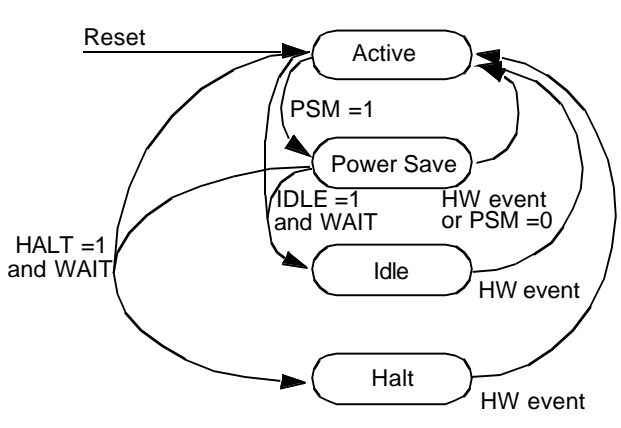 Reset
Active
PSM =1
Power Save
IDLE =1
and WAIT
HW event
or PSM =0
HALT =1
and WAIT
Idle
HW event
Halt
HW event